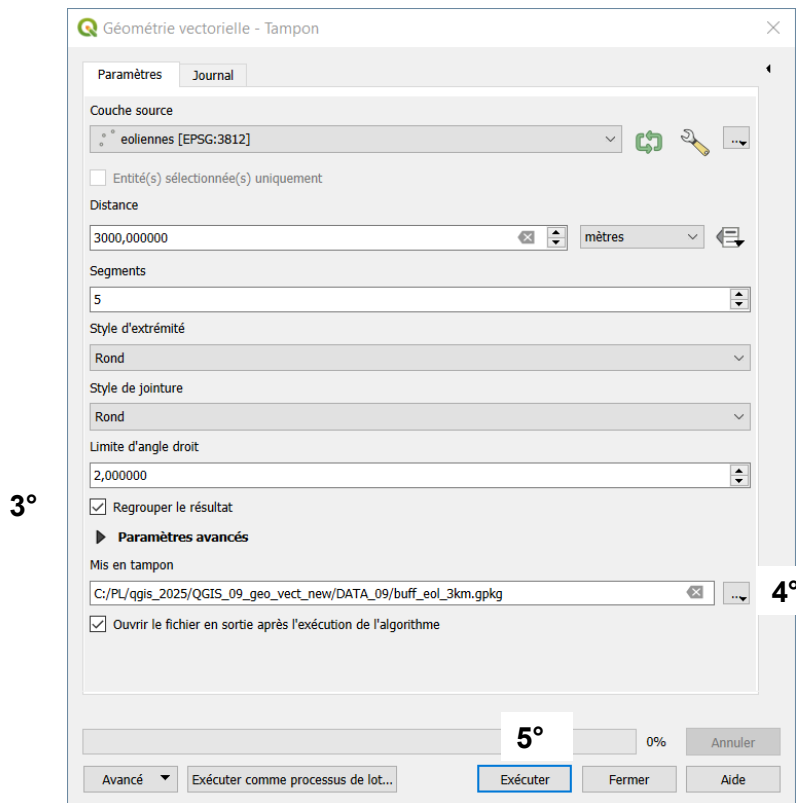 Géométrie vectorielle - Tampon
Paramètres Journal
Couche source
eoliennes [EPSG:3812]
...
Entité(s) sélectionnée(s) uniquement
Distance
3000,000000 mètres
Segments
5
Style d'extrémité
Rond
Style de jointure
Rond
Limite d'angle droit
2,000000
3° Regrouper le résultat
Paramètres avancés
Mis en tampon
C:/PL/qgis_2025/QGIS_09_geo_vect_new/DATA_09/buff_eol_3km.gpkg ... 4°
Ouvrir le fichier en sortie après l'exécution de l'algorithme
5°
0% Annuler
Avancé Exécuter comme processus de lot... Exécuter Fermer Aide